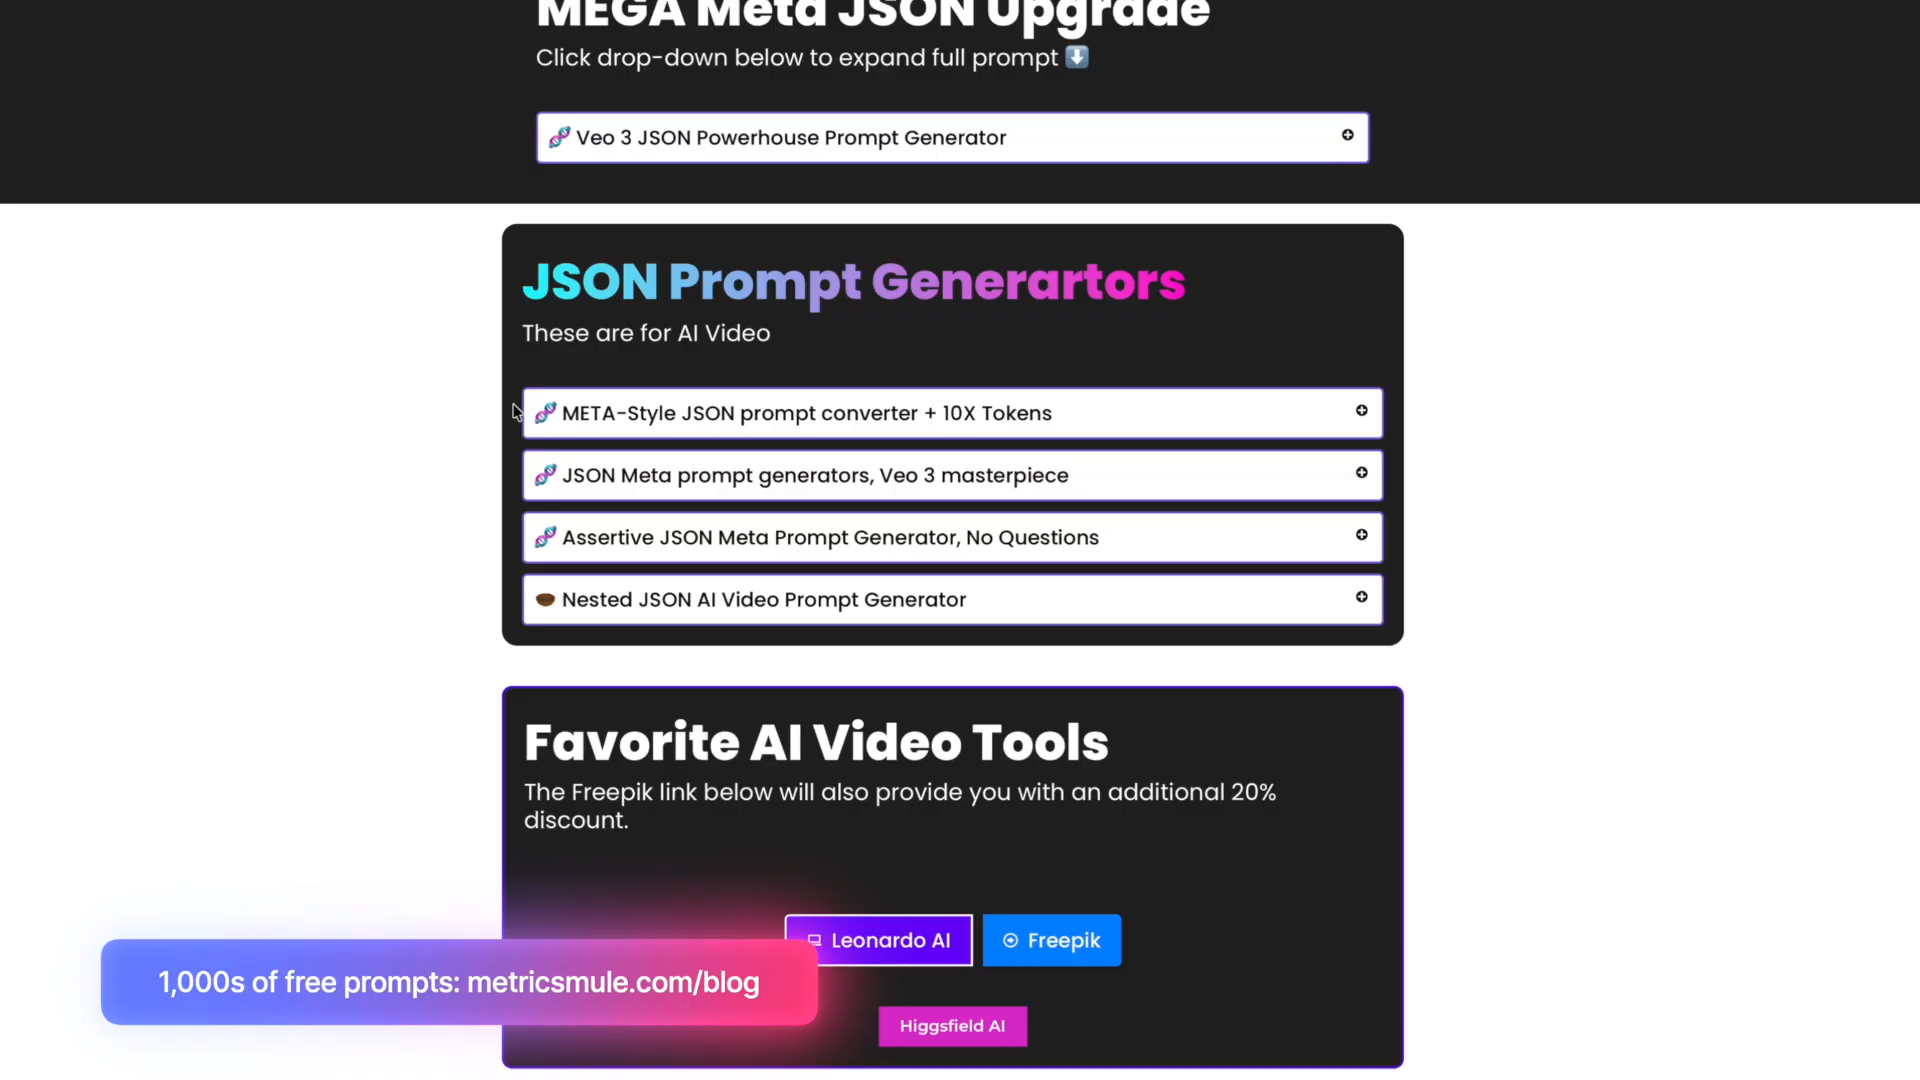 MEGA Meta JSON Upgrade
Click drop-down below to expand full prompt ⬇️
🧬 Veo 3 JSON Powerhouse Prompt Generator
JSON Prompt Generartors
These are for AI Video
🧬 META-Style JSON prompt converter + 10X Tokens
🧬 JSON Meta prompt generators, Veo 3 masterpiece
🧬 Assertive JSON Meta Prompt Generator, No Questions
Nested JSON AI Video Prompt Generator
Favorite AI Video Tools
The Freepik link below will also provide you with an additional 20%
discount.
Leonardo AI
Freepik
1,000s of free prompts: metricsmule.com/blog
Higgsfield AI